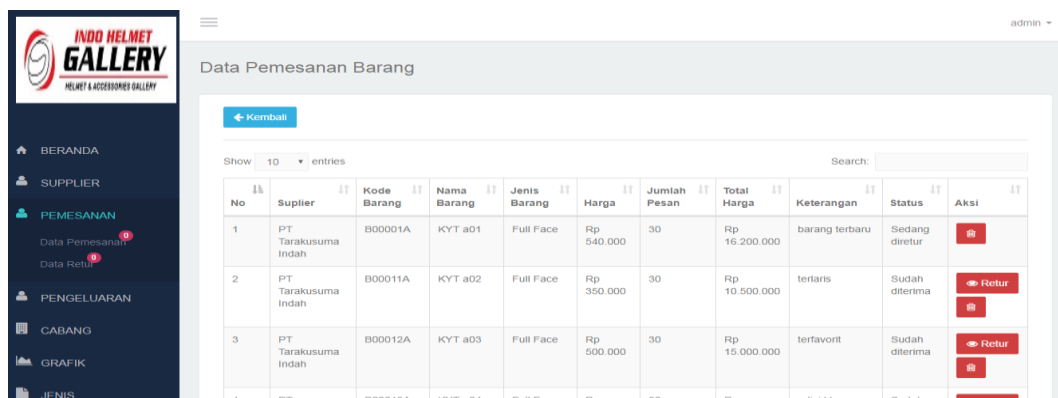 INDO HELMET
GALLERY
HELMET & ACCESSORIES GALLERY
admin
Data Pemesanan Barang
Kembali
BERANDA
SUPPLIER
PEMESANAN
Data Pemesanan 0
Data Retur 0
PENGELUARAN
CABANG
GRAFIK
JENIS
Show 10 entries Search:
No Suplier Kode Barang Nama Barang Jenis Barang Harga Jumlah Pesan Total Harga Keterangan Status Aksi
1 PT Tarakusuma Indah B00001A KYT a01 Full Face Rp 540.000 30 Rp 16.200.000 barang terbaru Sedang diretur
2 PT Tarakusuma Indah B00011A KYT a02 Full Face Rp 350.000 30 Rp 10.500.000 terlaris Sudah diterima Retur
3 PT Tarakusuma Indah B00012A KYT a03 Full Face Rp 500.000 30 Rp 15.000.000 terfavorit Sudah diterima Retur